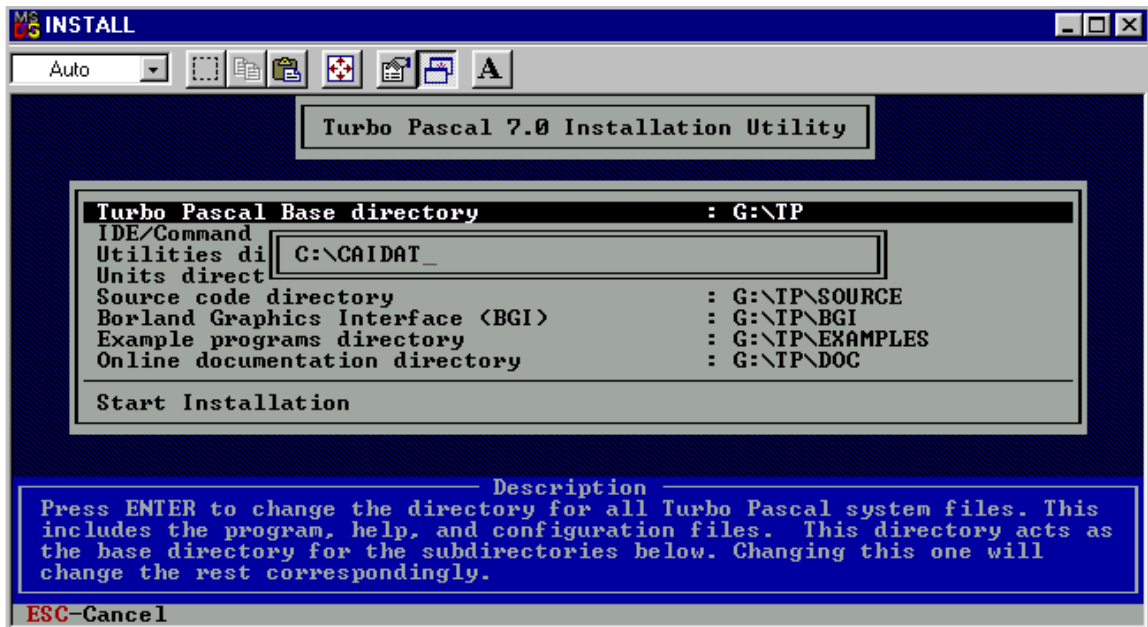 INSTALL
Auto
A
Turbo Pascal 7.0 Installation Utility
Turbo Pascal Base directory : G:\TP
IDE/Command
C:\CAIDAT_
Utilities di
Units direct
Source code directory : G:\TP\SOURCE
Borland Graphics Interface (BGI) : G:\TP\BGI
Example programs directory : G:\TP\EXAMPLES
Online documentation directory : G:\TP\DOC
Start Installation
Description
Press ENTER to change the directory for all Turbo Pascal system files. This
includes the program, help, and configuration files. This directory acts as
the base directory for the subdirectories below. Changing this one will
change the rest correspondingly.
ESC-Cancel